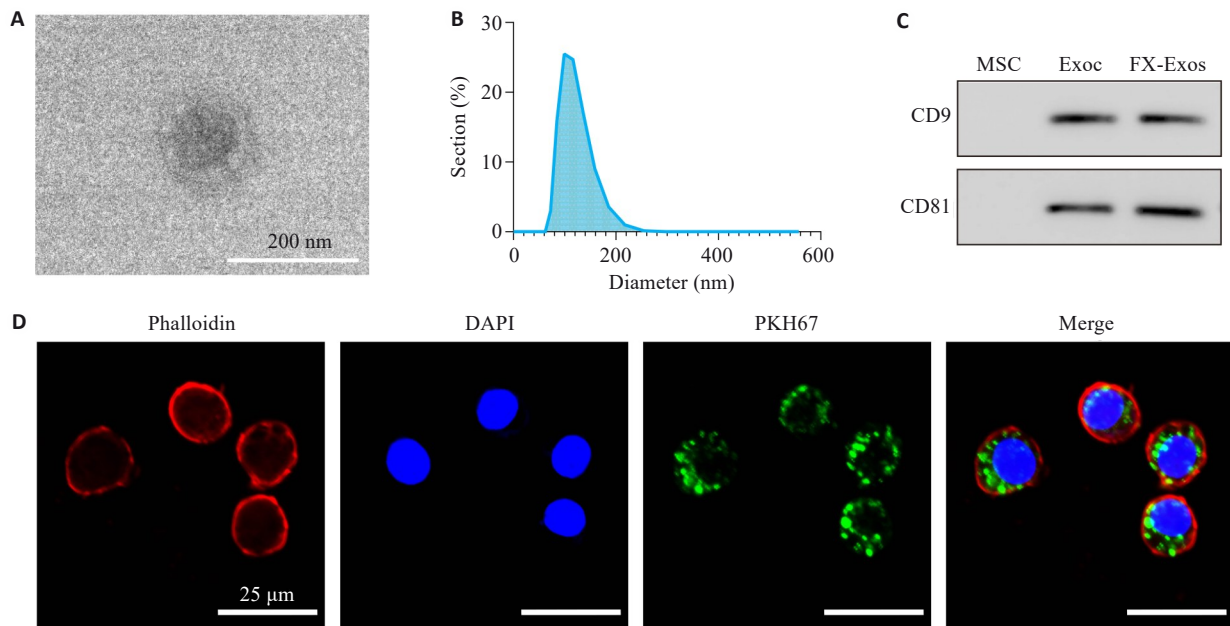 A
200 nm
B
30
20
10
0
Section (%)
0 200 400 600
Diameter (nm)
C
MSC Exoc FX-Exos
CD9
CD81
D
Phalloidin DAPI PKH67 Merge
25 μm